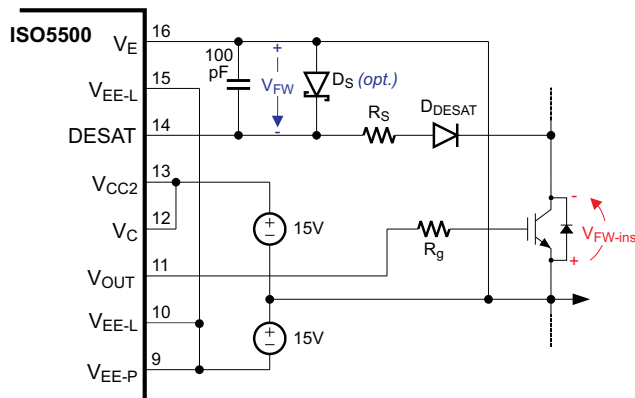 ISO5500
16
VE
15
VEE-L
DESAT
14
13
VCC2
12
VC
11
VOUT
10
VEE-L
9
VEE-P
100
pF
+
VFW
-
DS (opt.)
RS
DDESAT
+
−
15V
+
−
15V
Rg
-
VFW-inst
+